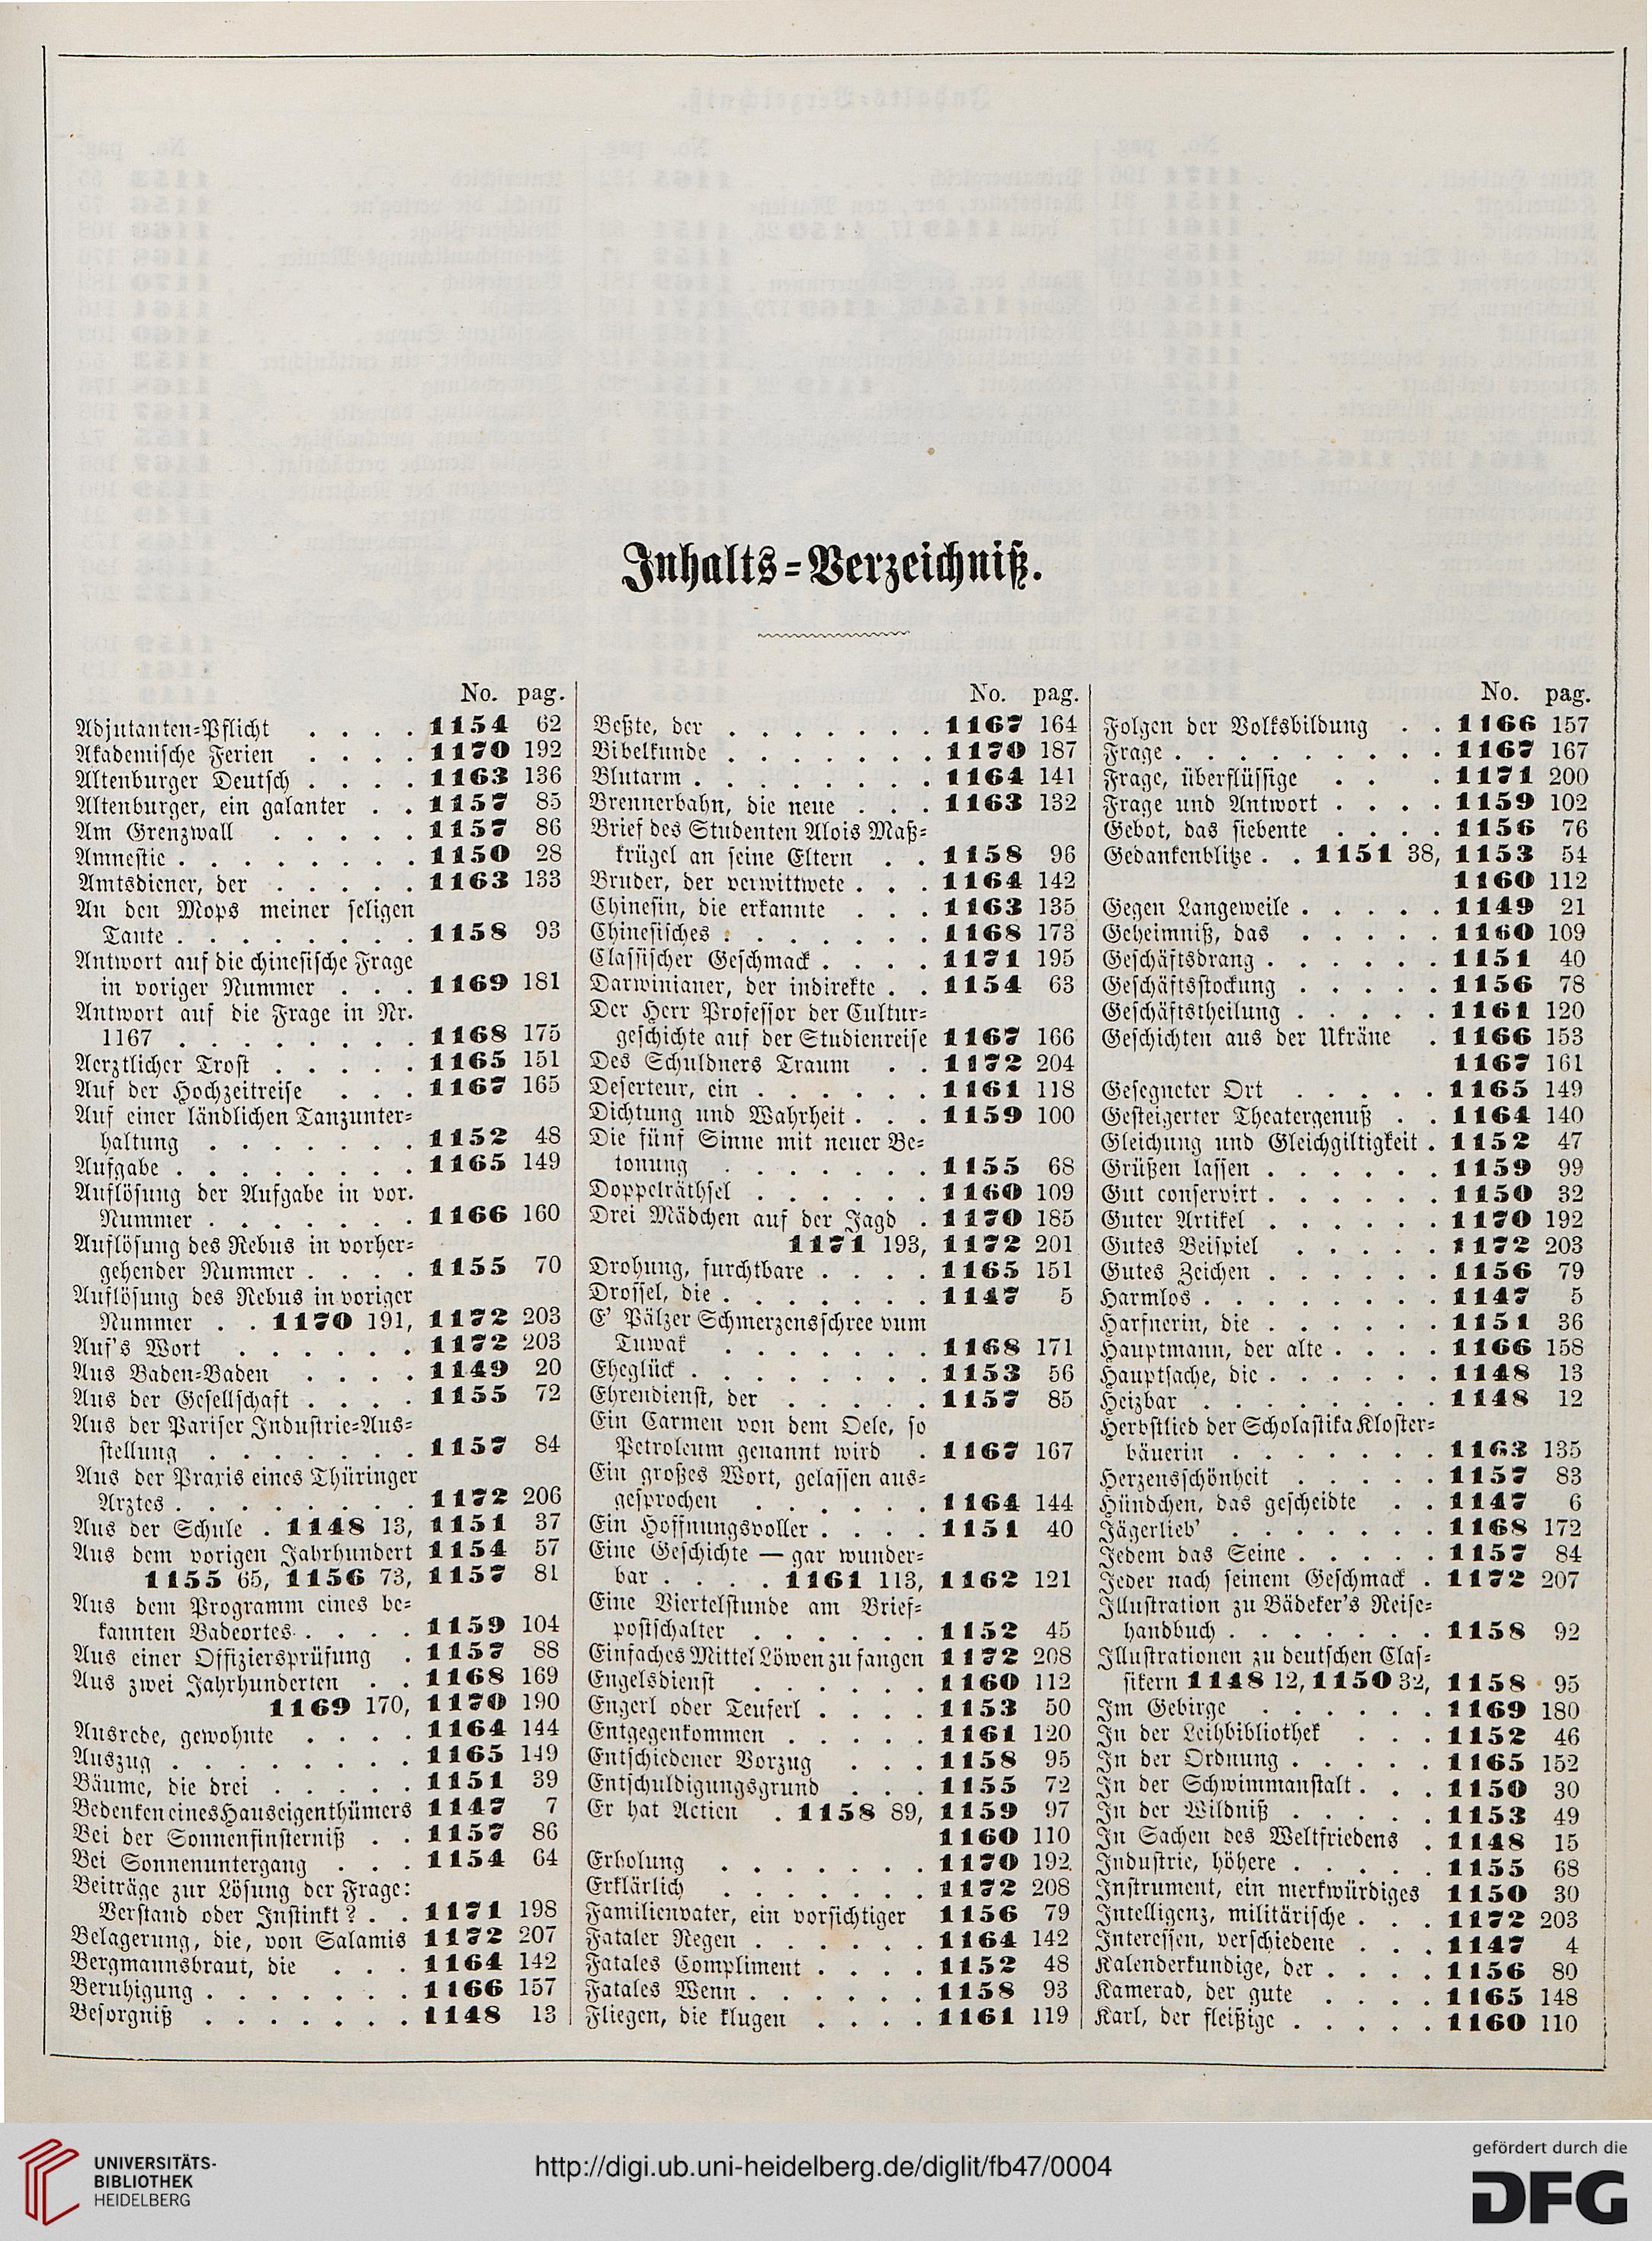 Inhalts=Verzeichniß.
No. pag.
Adjutanten=Pflicht . . . . 1154 62
Akademische Ferien . . . . 1170 192
Altenburger Deutsch . . . . 1163 136
Altenburger, ein galanter . . 1157 85
Am Grenzwall . . . . . 1157 86
Amnestie . . . . . . . . 1150 28
Amtsdiener, der . . . . . 1163 133
An den Mops meiner seligen
Tante . . . . . . . . 1158 93
Antwort auf die chinesische Frage
in voriger Nummer . . . 1169 181
Antwort auf die Frage in Nr.
1167 . . . . . . . . 1168 175
Aerztlicher Trost . . . . . 1165 151
Auf der Hochzeitreise . . . 1167 165
Auf einer ländlichen Tanzunter=
haltung . . . . . . . 1152 48
Aufgabe . . . . . . . . 1165 149
Auflösung der Aufgabe in vor.
Nummer . . . . . . . 1166 160
Auflösung des Rebus in vorher=
gehender Nummer . . . . 1155 70
Auflösung des Rebus in voriger
Nummer . . 1170 191, 1172 203
Auf's Wort . . . . . . 1172 203
Aus Baden=Baden . . . . 1149 20
Aus der Gesellschaft . . . . 1155 72
Aus der Pariser Industrie=Aus=
stellung . . . . . . . 1157 84
Aus der Praxis eines Thüringer
Arztes . . . . . . . . 1172 206
Aus der Schule . 1148 13, 1151 37
Aus dem vorigen Jahrhundert 1154 57
1155 65, 1156 73, 1157 81
Aus dem Programm eines be=
kannten Badeortes . . . . 1159 104
Aus einer Offiziersprüfung . 1157 88
Aus zwei Jahrhunderten . . 1168 169
1169 170, 1170 190
Ausrede, gewohnte . . . . 1164 144
Auszug . . . . . . . . 1165 149
Bäume, die drei . . . . . 1151 39
Bedenken eines Hauseigenthümers 1147 7
Bei der Sonnenfinsterniß . . 1157 86
Bei Sonnenuntergang . . . 1154 64
Beiträge zur Lösung der Frage:
Verstand oder Instinkt? . . 1171 198
Belagerung, die, von Salamis 1172 207
Bergmannsbraut, die . . . 1164 142
Beruhigung . . . . . . . 1166 157
Besorgniß . . . . . . . 1148 13
No. pag.
Beßte, der . . . . . . . 1167 164
Bibelkunde . . . . . . . 1170 187
Blutarm . . . . . . . . 1164 141
Brennerbahn, die neue . . . 1163 132
Brief des Studenten Alois Maß=
krügel an seine Eltern . . 1158 96
Bruder, der verwittwete . . . 1164 142
Chinesin, die erkannte . . . 1163 135
Chinesisches . . . . . . . 1168 173
Classischer Geschmack . . . . 1171 195
Darwinianer, der indirekte . . 1154 63
Der Herr Professor der Cultur=
geschichte auf der Studienreise 1167 166
Des Schuldners Traum . . 1172 204
Deserteur, ein . . . . . . 1161 118
Dichtung und Wahrheit . . . 1159 100
Die fünf Sinne mit neuer Be=
tonung . . . . . . . 1155 68
Doppelräthsel . . . . . . 1160 109
Drei Mädchen auf der Jagd . 1170 185
1171 193, 1172 201
Drohung, furchtbare . . . . 1165 151
Drossel, die . . . . . . . 1147 5
E' Pälzer Schmerzensschree vum
Tuwak . . . . . . . 1168 171
Eheglück . . . . . . . . 1153 56
Ehrendienst, der . . . . . 1157 85
Ein Carmen von dem Oele, so
Petroleum genannt wird . 1167 167
Ein großes Wort, gelassen aus=
gesprochen . . . . . . 1164 144
Ein Hoffnungsvoller . . . . 1151 40
Eine Geschichte — gar wunder=
bar . . . . 1161 113, 1162 121
Eine Viertelstunde am Brief=
postschalter . . . . . . 1152 45
Einfaches Mittel Löwen zu fangen 1172 208
Engelsdienst . . . . . . 1160 112
Engerl oder Teuferl . . . . 1153 50
Entgegenkommen . . . . . 1161 120
Entschiedener Vorzug . . . 1158 95
Entschuldigungsgrund . . . 1155 72
Er hat Actien . 1158 89, 1159 97
1160 110
Erholung . . . . . . . 1170 192
Erklärlich . . . . . . . 1172 208
Familienvater, ein vorsichtiger 1156 79
Fataler Regen . . . . . . 1164 142
Fatales Compliment . . . . 1152 48
Fatales Wenn . . . . . . 1158 93
Fliegen, die klugen . . . . 1161 119
No. pag.
Folgen der Volksbildung . . 1166 157
Frage . . . . . . . . . 1167 167
Frage, überflüssige . . . 1171 200
Frage und Antwort . . . . 1159 102
Gebot, das siebente . . . . 1156 76
Gedankenblitze . . 1151 38, 1153 54
1160 112
Gegen Langeweile . . . . . 1149 21
Geheimniß, das . . . . . 1160 109
Geschäftsdrang . . . . . . 1151 40
Geschäftsstockung . . . . . 1156 78
Geschäftstheilung . . . . . 1161 120
Geschichten aus der Ukräne . 1166 153
1167 161
Gesegneter Ort . . . . . 1165 149
Gesteigerter Theatergenuß . . 1164 140
Gleichung und Gleichgiltigkeit . 1152 47
Grüßen lassen . . . . . . 1159 99
Gut conservirt . . . . . . 1150 32
Guter Artikel . . . . . . 1170 192
Gutes Beispiel . . . . . 1172 203
Gutes Zeichen . . . . . . 1156 79
Harmlos . . . . . . . . 1147 5
Harfnerin, die . . . . . . 1151 36
Hauptmann, der alte . . . . 1166 158
Hauptsache, die . . . . . . 1148 13
Heizbar . . . . . . . . 1148 12
Herbstlied der Scholastika Kloster=
bäuerin . . . . . . . 1163 135
Herzensschönheit . . . . . 1157 83
Hündchen, das gescheidte . . 1147 6
Jägerlieb' . . . . . . . 1168 172
Jedem das Seine . . . . . 1157 84
Jeder nach seinem Geschmack . 1172 207
Illustration zu Bädeker's Reise=
handbuch . . . . . . . 1158 92
Illustrationen zu deutschen Clas=
sikern 1148 12, 1150 32, 1158 95
Im Gebirge . . . . . . 1169 180
In der Leihbibliothek . . . 1152 46
In der Ordnung . . . . . 1165 152
In der Schwimmanstalt . . . 1150 30
In der Wildniß . . . . . 1153 49
In Sachen des Weltfriedens . 1148 15
Industrie, höhere . . . . . 1155 68
Instrument, ein merkwürdiges 1150 30
Intelligenz, militärische . . . 1172 203
Interessen, verschiedene . . . 1147 4
Kalenderkundige, der . . . . 1156 80
Kamerad, der gute . . . . 1165 148
Karl, der fleißige . . . . . 1160 110
UNIVERSITÄTS-
BIBLIOTHEK
HEIDELBERG
http://digi.ub.uni-heidelberg.de/diglit/fb47/0004
gefördert durch die
DFG